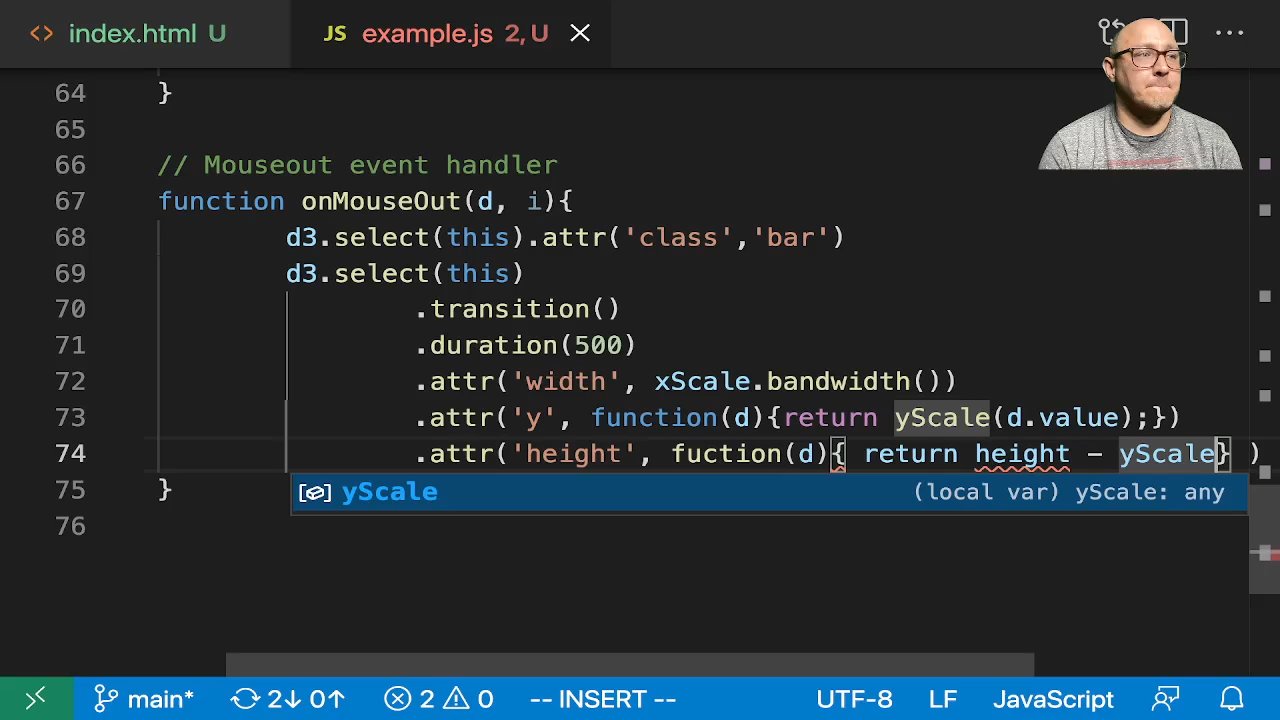 <> index.html U JS example.js 2, U
64 }
65
66 // Mouseout event handler
67 function onMouseOut(d, i){
68 d3.select(this).attr('class','bar')
69 d3.select(this)
70 .transition()
71 .duration(500)
72 .attr('width', xScale.bandwidth())
73 .attr('y', function(d){return yScale(d.value);})
74 .attr('height', fuction(d){ return height - yScale} )
75 }
yScale (local var) yScale: any
76
main* 2↓ 0↑ 2 0 -- INSERT -- UTF-8 LF JavaScript